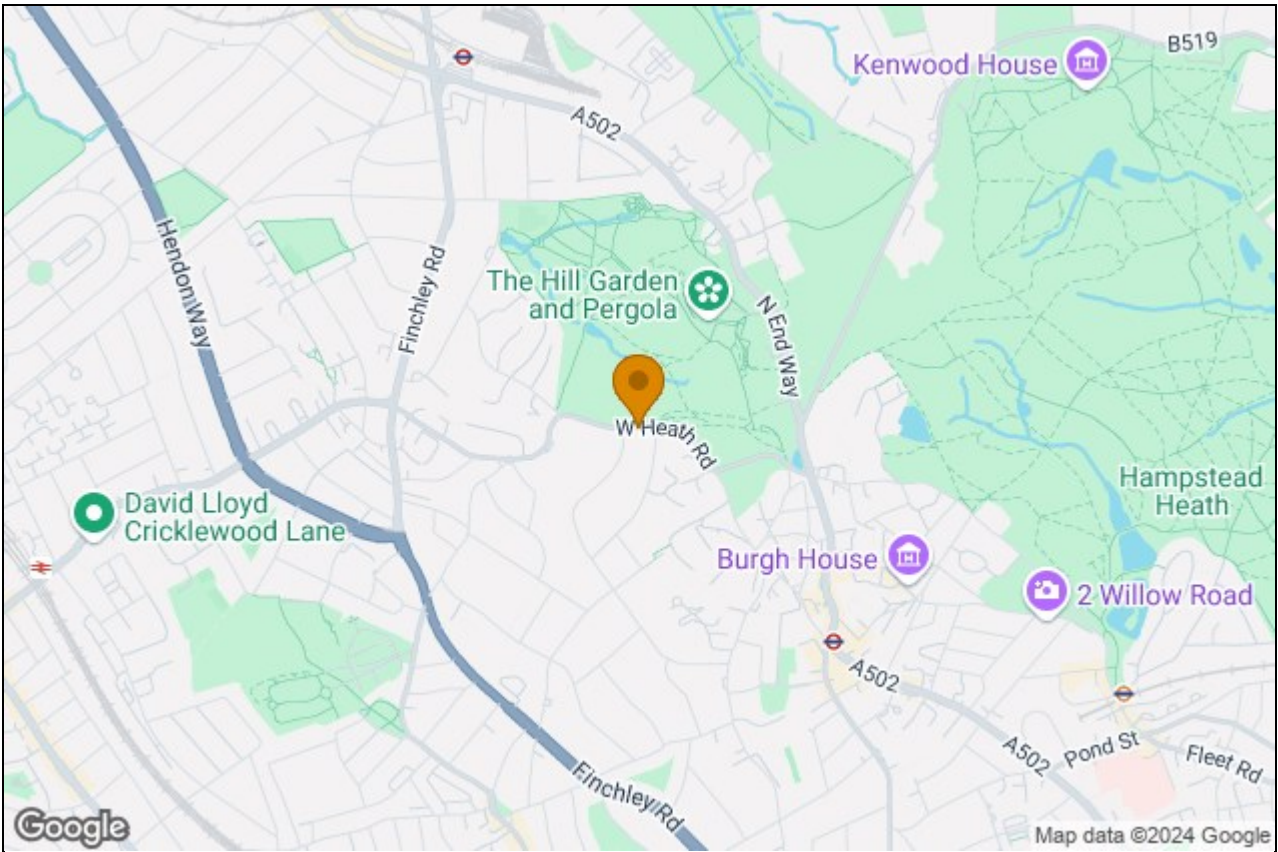 B519
Kenwood House
A502
Hendon Way
Finchley Rd
The Hill Garden
and Pergola
N End Way
W Heath Rd
David Lloyd
Cricklewood Lane
Hampstead
Heath
Burgh House
2 Willow Road
A502
A502
Pond St
Fleet Rd
Finchley Rd
Google
Map data ©2024 Google